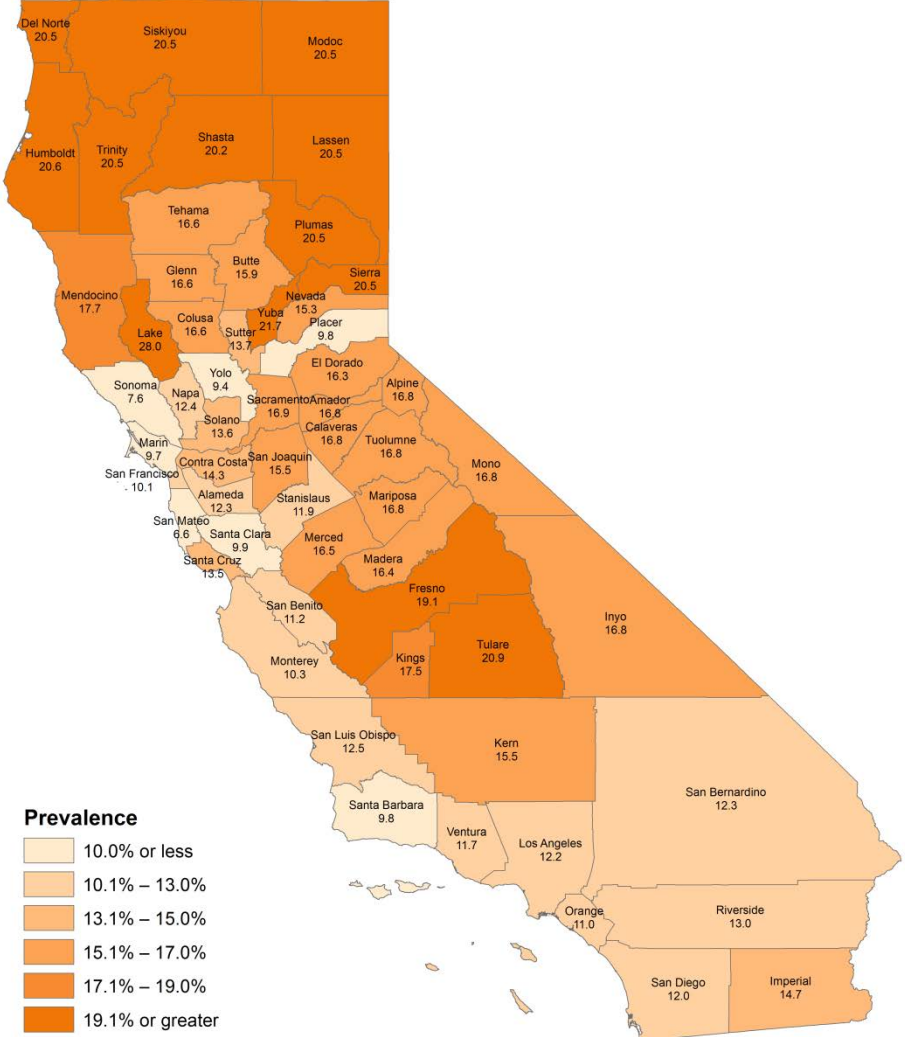 Del Norte
20.5
Siskiyou
20.5
Modoc
20.5
Humboldt
20.6
Trinity
20.5
Shasta
20.2
Lassen
20.5
Tehama
16.6
Plumas
20.5
Butte
15.9
Glenn
16.6
Sierra
20.5
Mendocino
17.7
Lake
28.0
Colusa
16.6
Sutter
13.7
Yuba
21.7
Nevada
15.3
Placer
9.8
El Dorado
16.3
Yolo
9.4
Sonoma
7.6
Napa
12.4
Sacramento
16.9
Amador
16.8
Alpine
16.8
Solano
13.6
Calaveras
16.8
Tuolumne
16.8
Marin
9.7
Contra Costa
14.3
San Joaquin
15.5
Mono
16.8
San Francisco
10.1
Alameda
12.3
Stanislaus
11.9
Mariposa
16.8
San Mateo
6.6
Santa Clara
9.9
Merced
16.5
Madera
16.4
Santa Cruz
13.5
Fresno
19.1
San Benito
11.2
Inyo
16.8
Monterey
10.3
Kings
17.5
Tulare
20.9
San Luis Obispo
12.5
Kern
15.5
San Bernardino
12.3
Santa Barbara
9.8
Ventura
11.7
Los Angeles
12.2
Orange
11.0
Riverside
13.0
San Diego
12.0
Imperial
14.7
Prevalence
10.0% or less
10.1% – 13.0%
13.1% – 15.0%
15.1% – 17.0%
17.1% – 19.0%
19.1% or greater